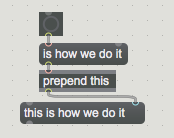 is how we do it
prepend this
this is how we do it